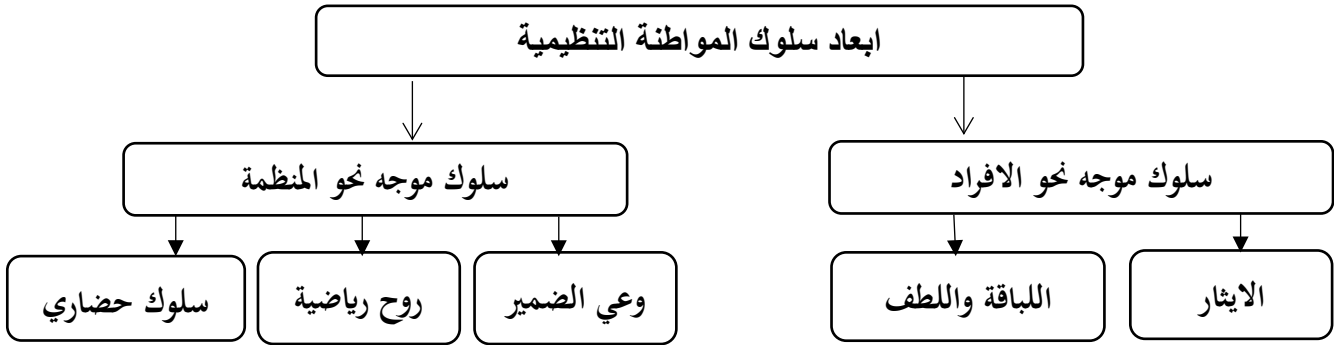 ابعاد سلوك المواطنة التنظيمية
سلوك موجه نحو الافراد
سلوك موجه نحو المنظمة
الايثار
اللباقة واللطف
وعي الضمير
روح رياضية
سلوك حضاري